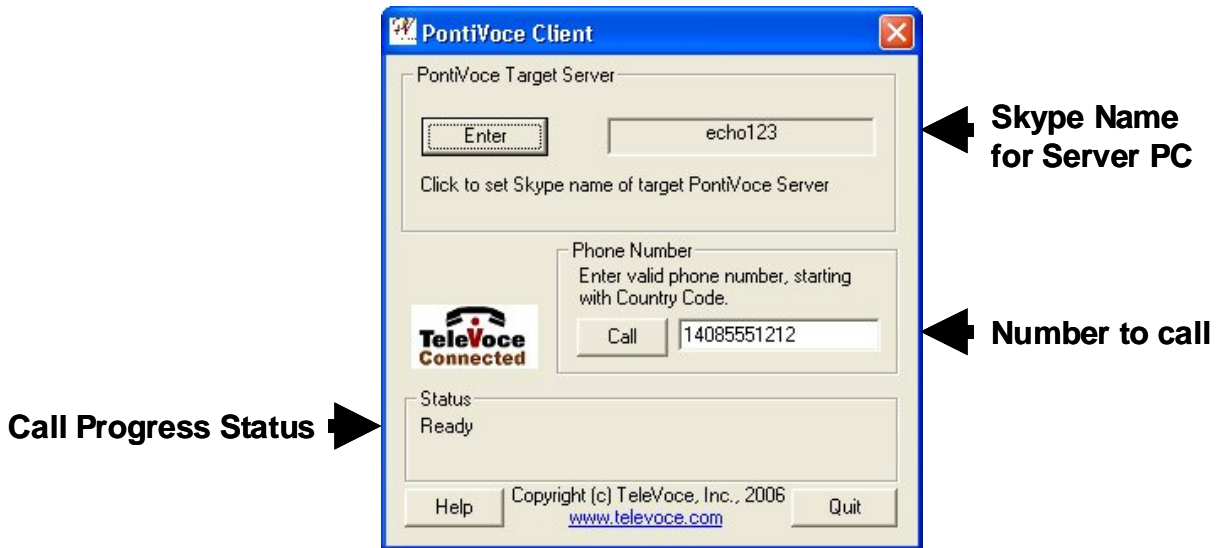 PontiVoce Client
PontiVoce Target Server
Enter
echo123
Skype Name
for Server PC
Click to set Skype name of target PontiVoce Server
Phone Number
Enter valid phone number, starting
with Country Code.
Call
14085551212
Number to call
TeleVoce
Connected
Call Progress Status
Status
Ready
Help
Copyright (c) TeleVoce, Inc., 2006
www.televoce.com
Quit